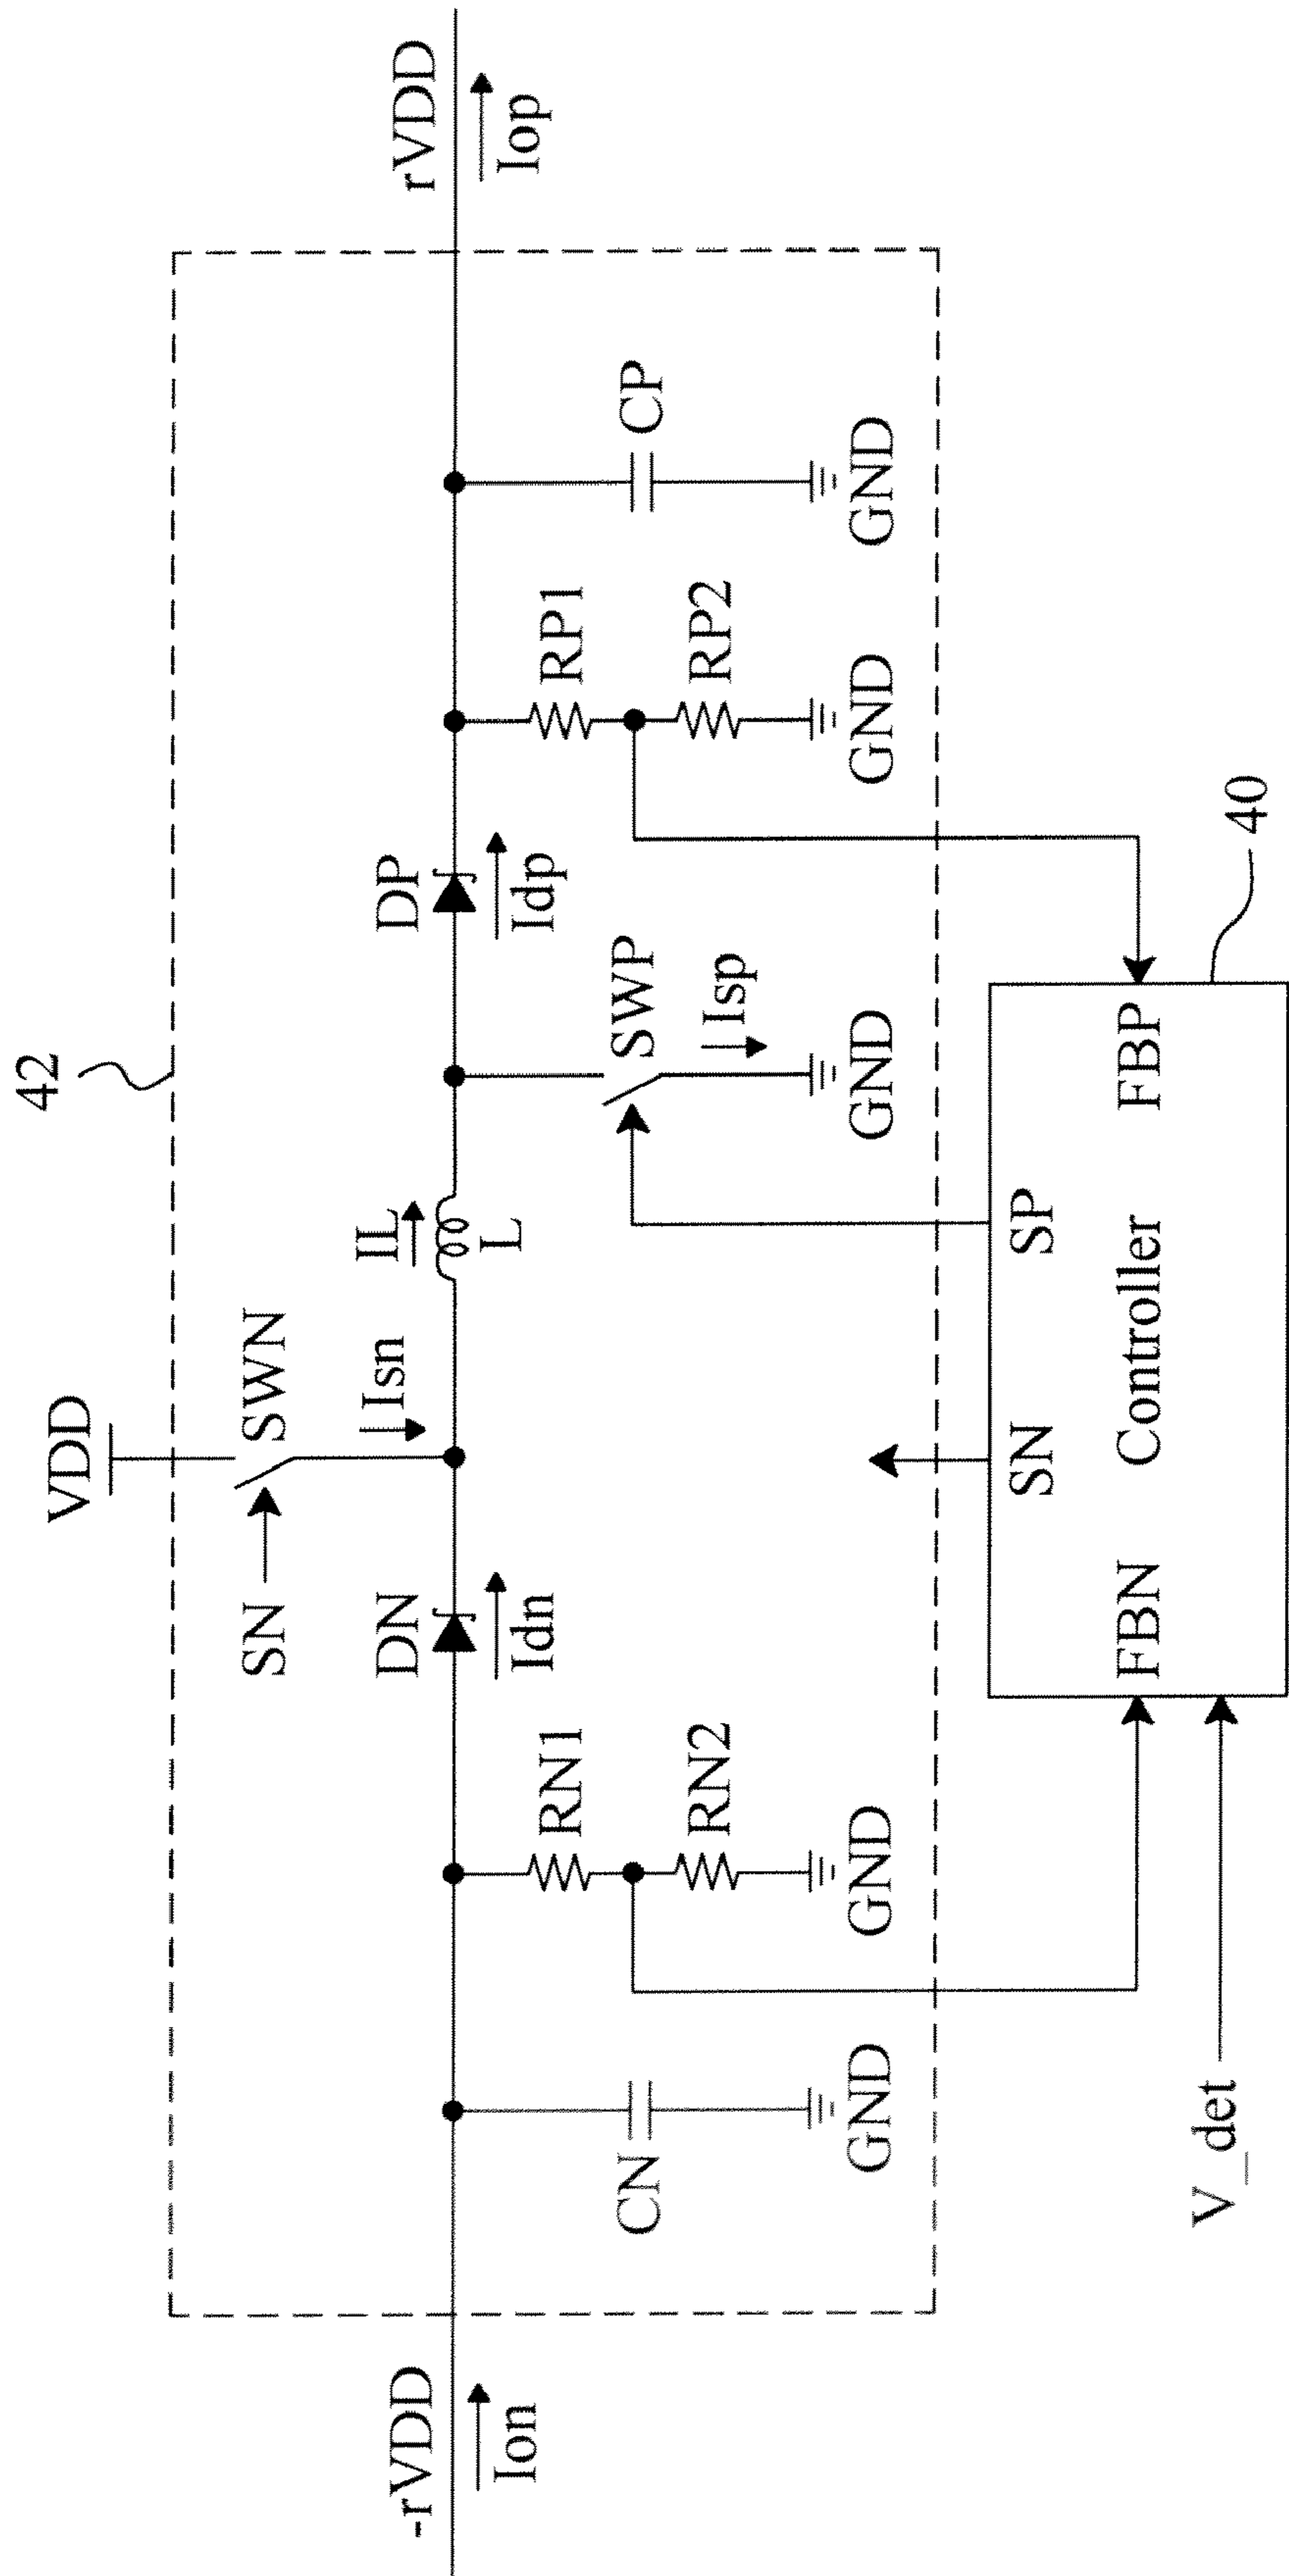 42
VDD
SN
SWN
Isn
-rVDD
Ion
DN
Idn
IL
L
DP
Idp
rVDD
Iop
CN
RN1
RN2
SWP
Isp
RP1
RP2
CP
GND
GND
GND
GND
GND
V_det
FBN
SN
SP
FBP
Controller
40